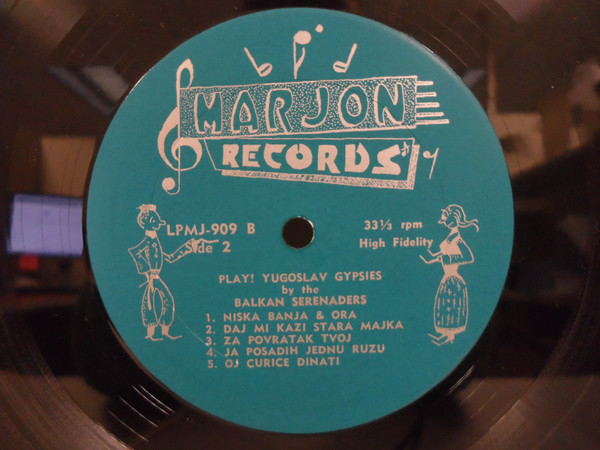 MARJON
RECORDS
LPMJ-909 B
Side 2
33⅓ rpm
High Fidelity
PLAY! YUGOSLAV GYPSIES
by the
BALKAN SERENADERS
1. NISKA BANJA & ORA
2. DAJ MI KAZI STARA MAJKA
3. ZA POVRATAK TVOJ
4. JA POSADIH JEDNU RUZU
5. OJ CURICE DINATI